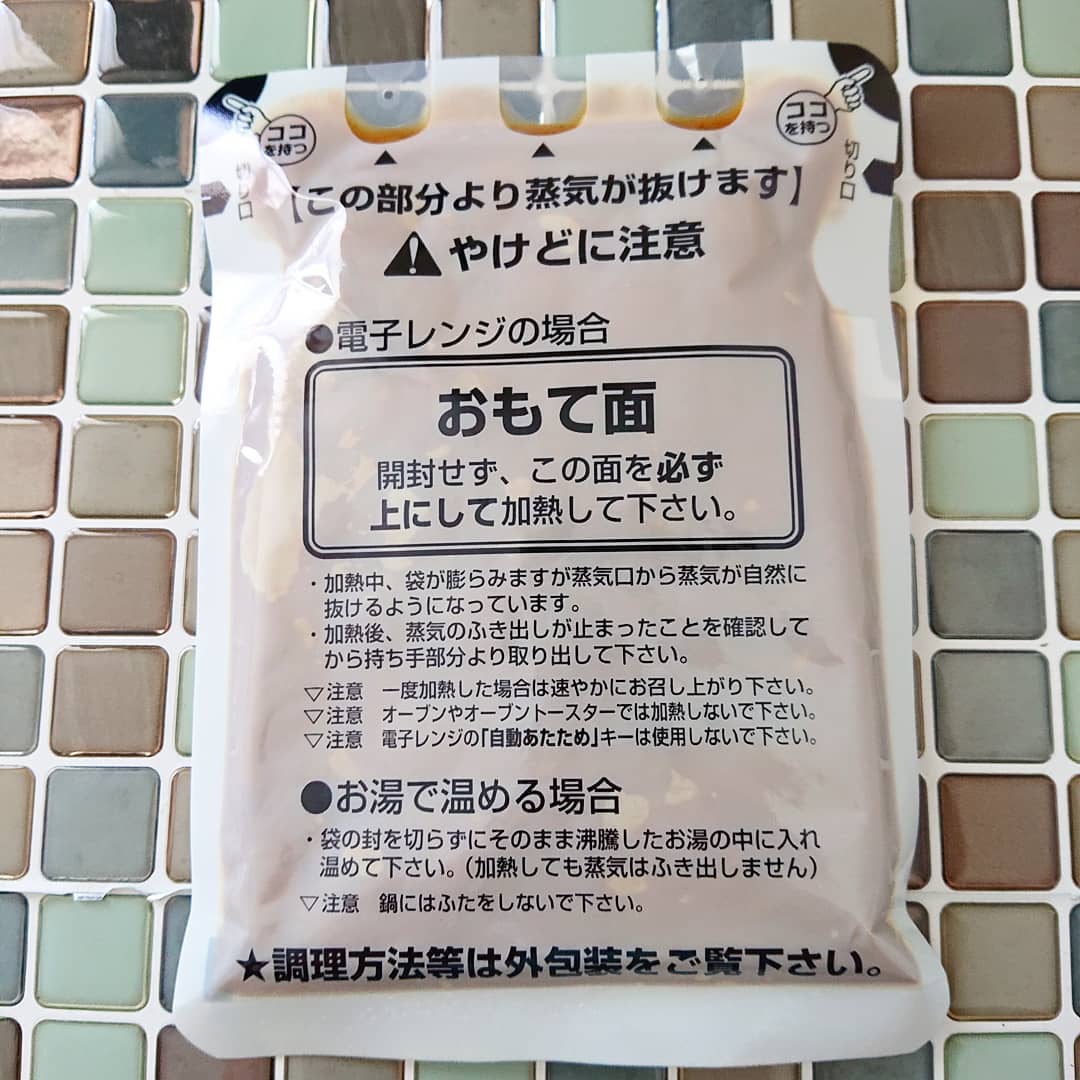 ココ
を持つ
ココ
を持つ
切り口
切り口
【この部分より蒸気が抜けます】
やけどに注意
●電子レンジの場合
おもて面
開封せず、この面を必ず
上にして加熱して下さい。
・加熱中、袋が膨らみますが蒸気口から蒸気が自然に
抜けるようになっています。
・加熱後、蒸気のふき出しが止まったことを確認して
から持ち手部分より取り出して下さい。
▽注意 一度加熱した場合は速やかにお召し上がり下さい。
▽注意 オーブンやオーブントースターでは加熱しないで下さい。
▽注意 電子レンジの「自動あたため」キーは使用しないで下さい。
●お湯で温める場合
・袋の封を切らずにそのまま沸騰したお湯の中に入れ
温めて下さい。(加熱しても蒸気はふき出しません)
▽注意 鍋にはふたをしないで下さい。
★調理方法等は外包装をご覧下さい。